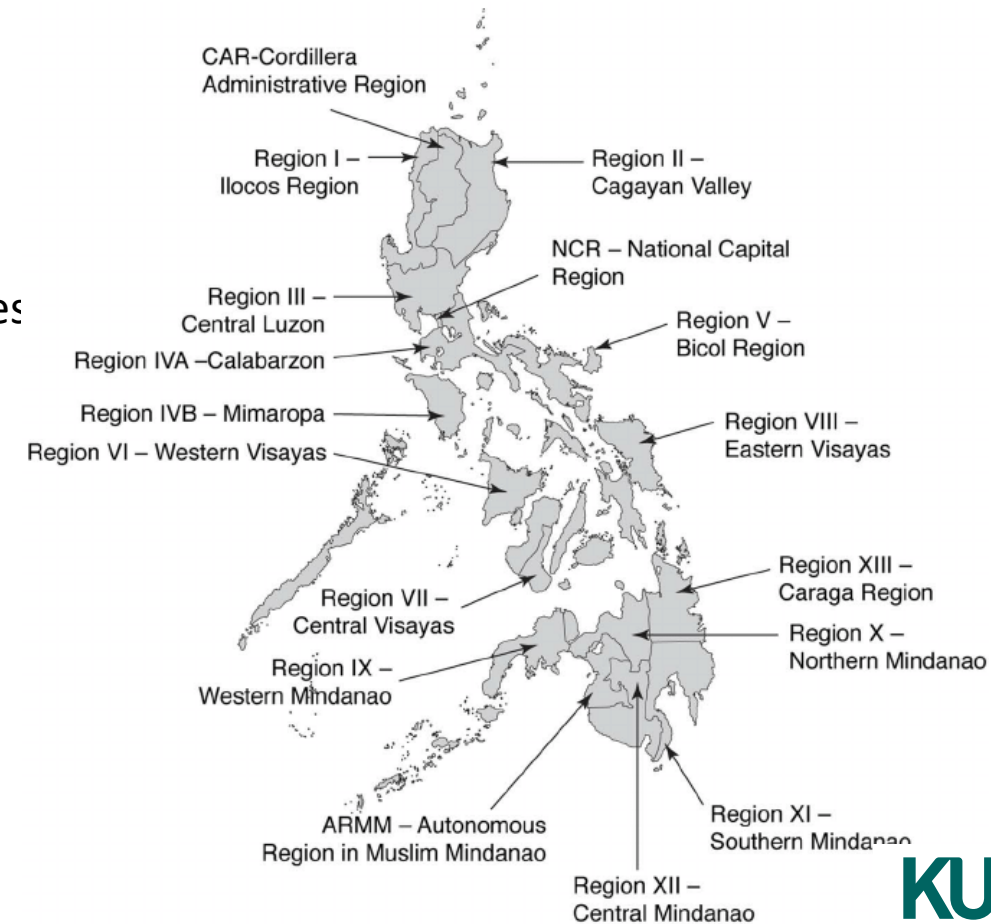 CAR-Cordillera
Administrative Region
Region I –
Ilocos Region
Region II –
Cagayan Valley
NCR – National Capital
Region
es
Region III –
Central Luzon
Region V –
Bicol Region
Region IVA –Calabarzon
Region IVB – Mimaropa
Region VIII –
Eastern Visayas
Region VI – Western Visayas
Region XIII –
Caraga Region
Region VII –
Central Visayas
Region X –
Northern Mindanao
Region IX –
Western Mindanao
Region XI –
Southern Mindanao
ARMM – Autonomous
Region in Muslim Mindanao
Region XII –
Central Mindanao
KU